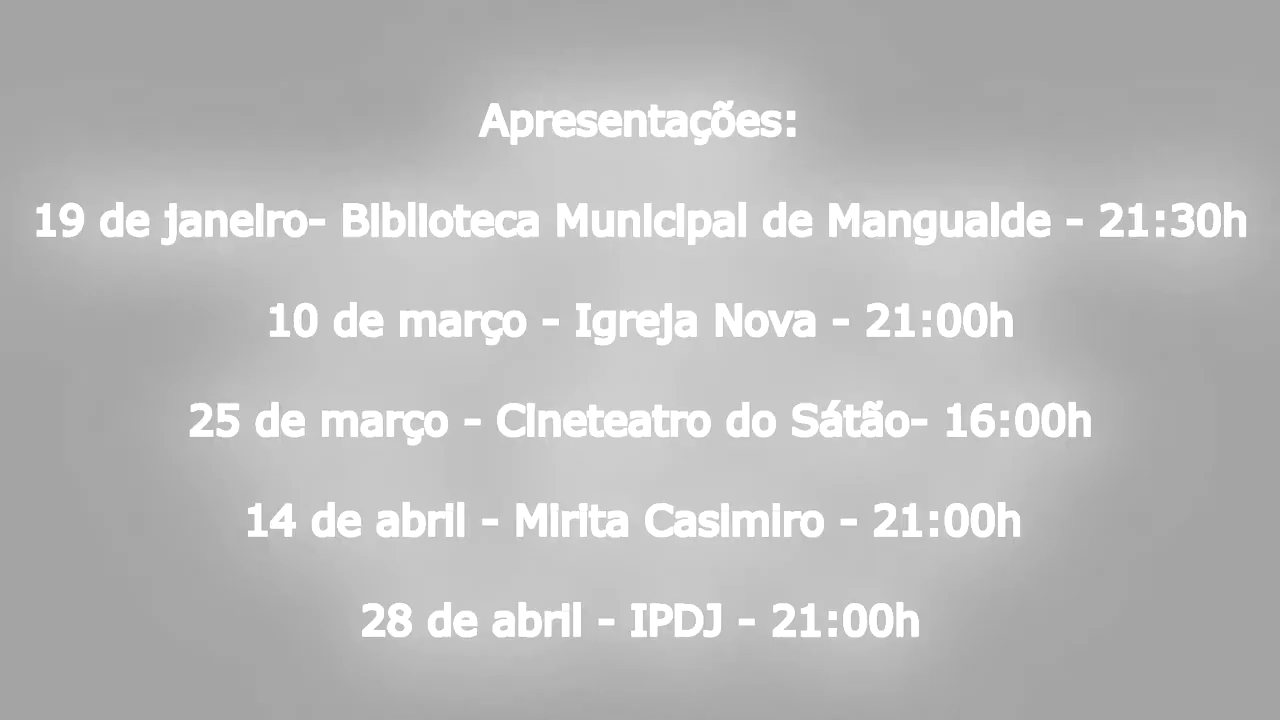 Apresentações:
19 de janeiro- Biblioteca Municipal de Mangualde - 21:30h
10 de março - Igreja Nova - 21:00h
25 de março - Cineteatro do Sátão- 16:00h
14 de abril - Mirita Casimiro - 21:00h
28 de abril - IPDJ - 21:00h